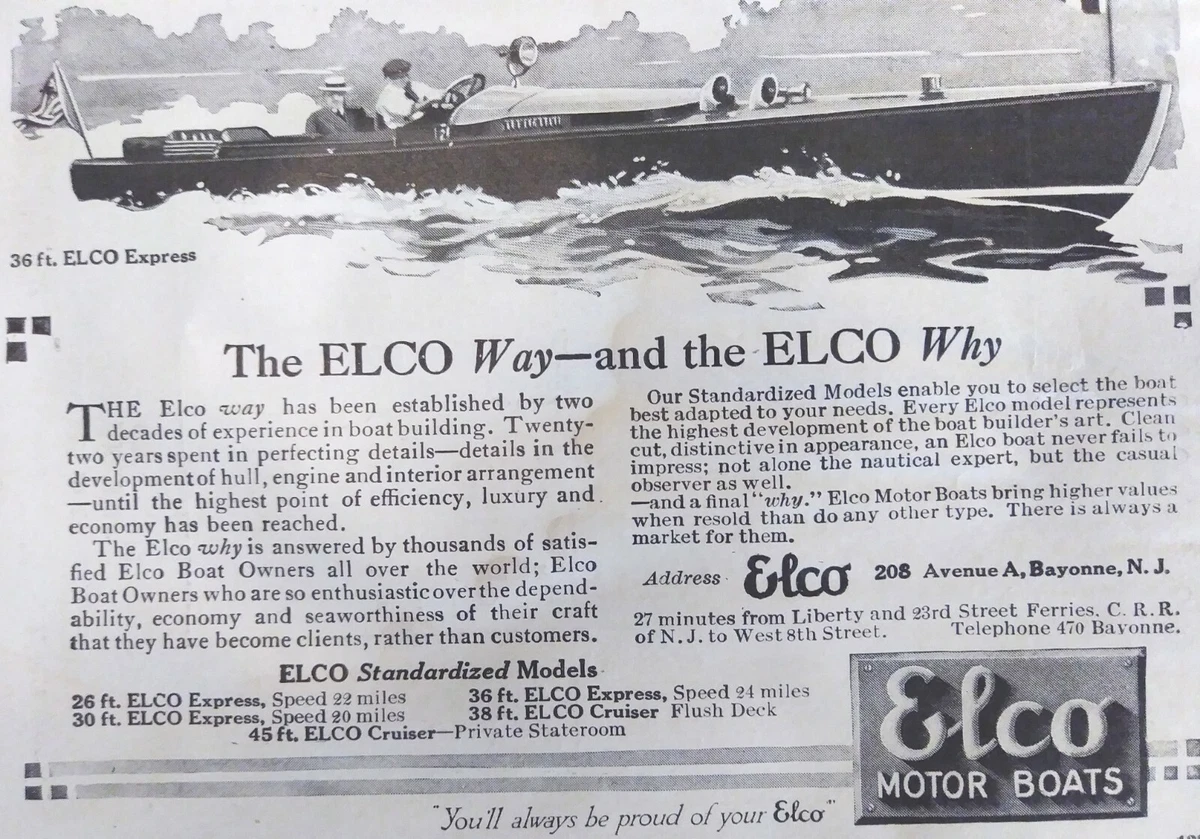 36 ft. ELCO Express
The ELCO Way—and the ELCO Why
THE Elco way has been established by two
decades of experience in boat building. Twenty-
two years spent in perfecting details—details in the
development of hull, engine and interior arrangement
—until the highest point of efficiency, luxury and
economy has been reached.
The Elco why is answered by thousands of satis-
fied Elco Boat Owners all over the world; Elco
Boat Owners who are so enthusiastic over the depend-
ability, economy and seaworthiness of their craft
that they have become clients, rather than customers.
Our Standardized Models enable you to select the boat
best adapted to your needs. Every Elco model represents
the highest development of the boat builder's art. Clean
cut, distinctive in appearance, an Elco boat never fails to
impress; not alone the nautical expert, but the casual
observer as well.
—and a final "why." Elco Motor Boats bring higher values
when resold than do any other type. There is always a
market for them.
Address Elco 208 Avenue A, Bayonne, N. J.
27 minutes from Liberty and 23rd Street Ferries. C. R. R.
of N. J. to West 8th Street. Telephone 470 Bayonne.
ELCO Standardized Models
26 ft. ELCO Express, Speed 22 miles
30 ft. ELCO Express, Speed 20 miles
36 ft. ELCO Express, Speed 24 miles
38 ft. ELCO Cruiser Flush Deck
45 ft. ELCO Cruiser—Private Stateroom
Elco
MOTOR BOATS
"You'll always be proud of your Elco"